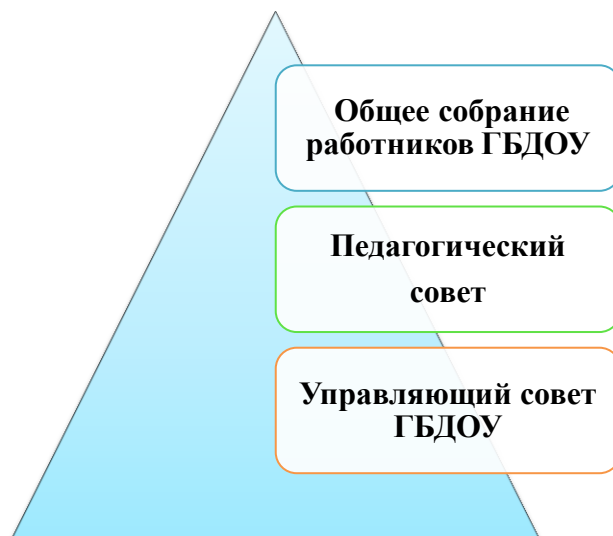 Общее собрание
работников ГБДОУ
Педагогический
совет
Управляющий совет
ГБДОУ